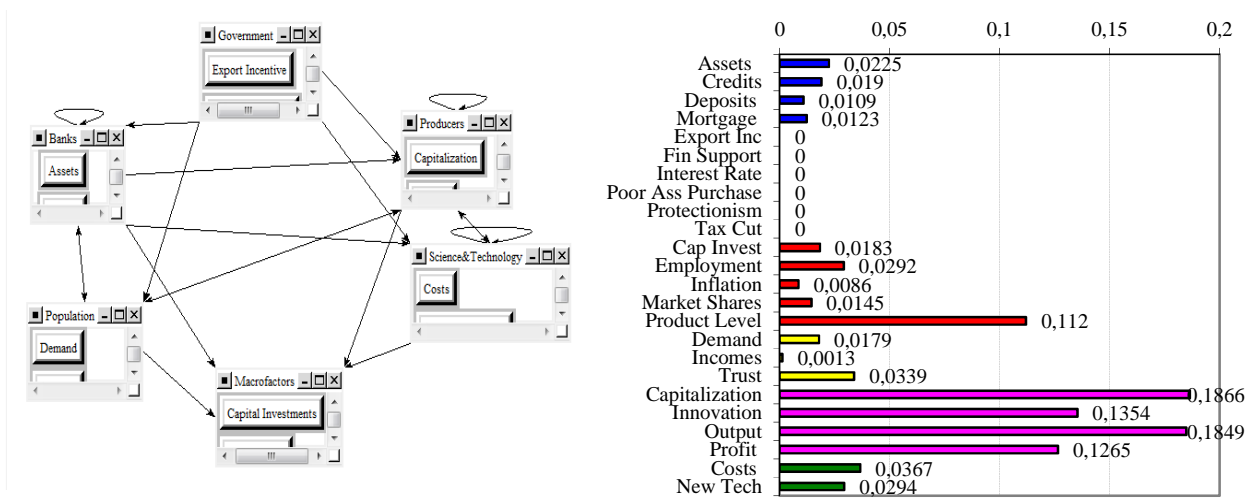 Government
Export Incentive
Banks
Assets
Producers
Capitalization
Science&Technology
Costs
Population
Demand
Macrofactors
Capital Investments
0 0,05 0,1 0,15 0,2
Assets 0,0225
Credits 0,019
Deposits 0,0109
Mortgage 0,0123
Export Inc 0
Fin Support 0
Interest Rate 0
Poor Ass Purchase 0
Protectionism 0
Tax Cut 0
Cap Invest 0,0183
Employment 0,0292
Inflation 0,0086
Market Shares 0,0145
Product Level 0,112
Demand 0,0179
Incomes 0,0013
Trust 0,0339
Capitalization 0,1866
Innovation 0,1354
Output 0,1849
Profit 0,1265
Costs 0,0367
New Tech 0,0294